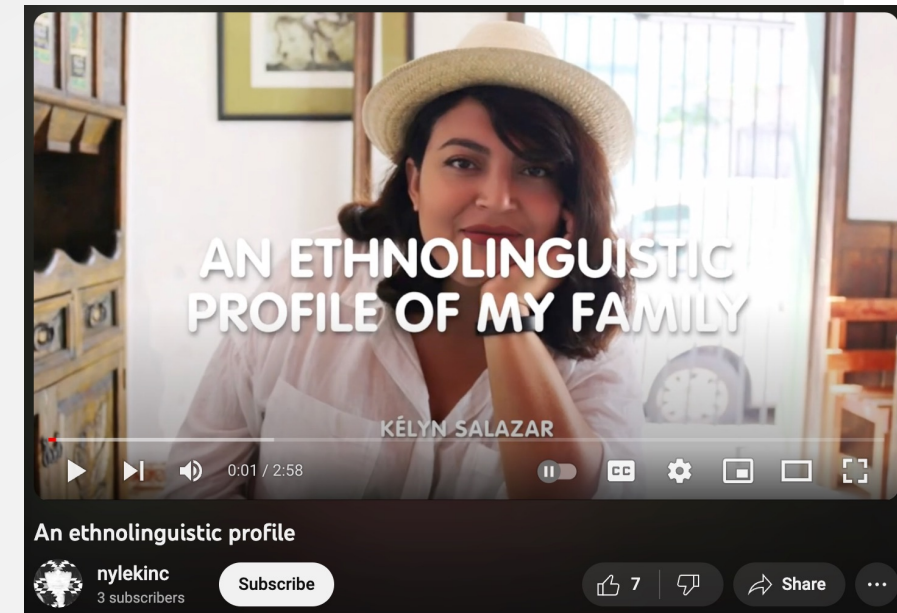 AN ETHNOLINGUISTIC
PROFILE OF MY FAMILY
KÉLYN SALAZAR
0:01 / 2:58
CC
An ethnolinguistic profile
nylekinc
3 subscribers
Subscribe
7
Share